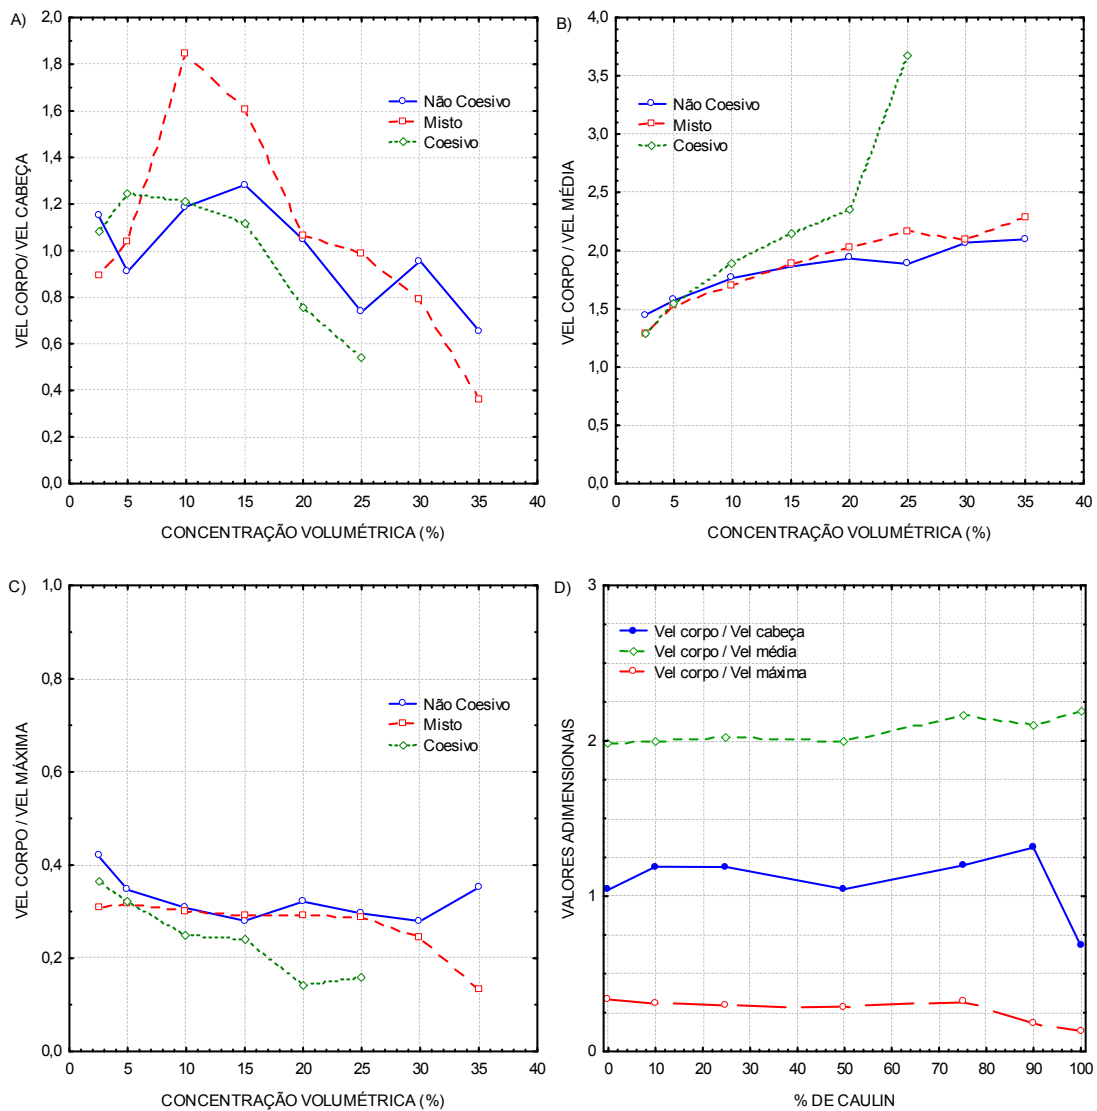 A)
VEL CORPO/ VEL CABEÇA
2,0
1,8
1,6
1,4
1,2
1,0
0,8
0,6
0,4
0,2
0,0
Não Coesivo
Misto
Coesivo
0 5 10 15 20 25 30 35 40
CONCENTRAÇÃO VOLUMÉTRICA (%)
B)
VEL CORPO / VEL MÉDIA
4,0
3,5
3,0
2,5
2,0
1,5
1,0
0,5
0,0
Não Coesivo
Misto
Coesivo
0 5 10 15 20 25 30 35 40
CONCENTRAÇÃO VOLUMÉTRICA (%)
C)
VEL CORPO / VEL MÁXIMA
1,0
0,8
0,6
0,4
0,2
0,0
Não Coesivo
Misto
Coesivo
0 5 10 15 20 25 30 35 40
CONCENTRAÇÃO VOLUMÉTRICA (%)
D)
VALORES ADIMENSIONAIS
3
2
1
0
Vel corpo / Vel cabeça
Vel corpo / Vel média
Vel corpo / Vel máxima
0 10 20 30 40 50 60 70 80 90 100
% DE CAULIN